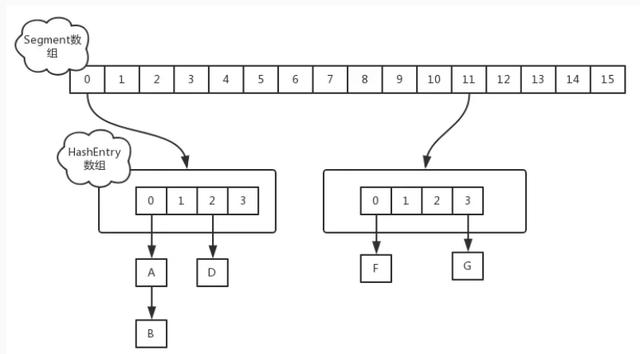 Segment数
组
0 1 2 3 4 5 6 7 8 9 10 11 12 13 14 15
HashEntry
数组
0 1 2 3
0 1 2 3
A
D
F
G
B